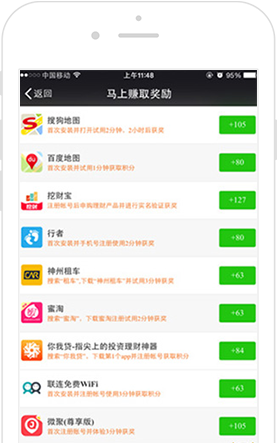 中国移动 上午11:48 95%
返回 马上赚取奖励
搜狗地图
首次安装并打开试用2分钟，2小时后获奖
+105
百度地图
首次安装并试用1分钟获取积分
+80
挖财宝
注册账号后申购理财产品并进行实名验证获奖
+127
行者
首次安装并手机号注册使用2分钟获奖
+80
神州租车
搜索“租车”，下载“神州租车”并试用3分钟获奖
+63
蜜淘
搜索“蜜淘”，下载蜜淘注册试用2分钟获奖
+63
你我贷-指尖上的投资理财神器
搜索“你我贷”，下载第1个app并注册账号获取积分
+84
联连免费WiFi
首次安装并注册账号使用3分钟获取积分
+63
微聚(尊享版)
首次注册账号并体验3分钟获奖
+105